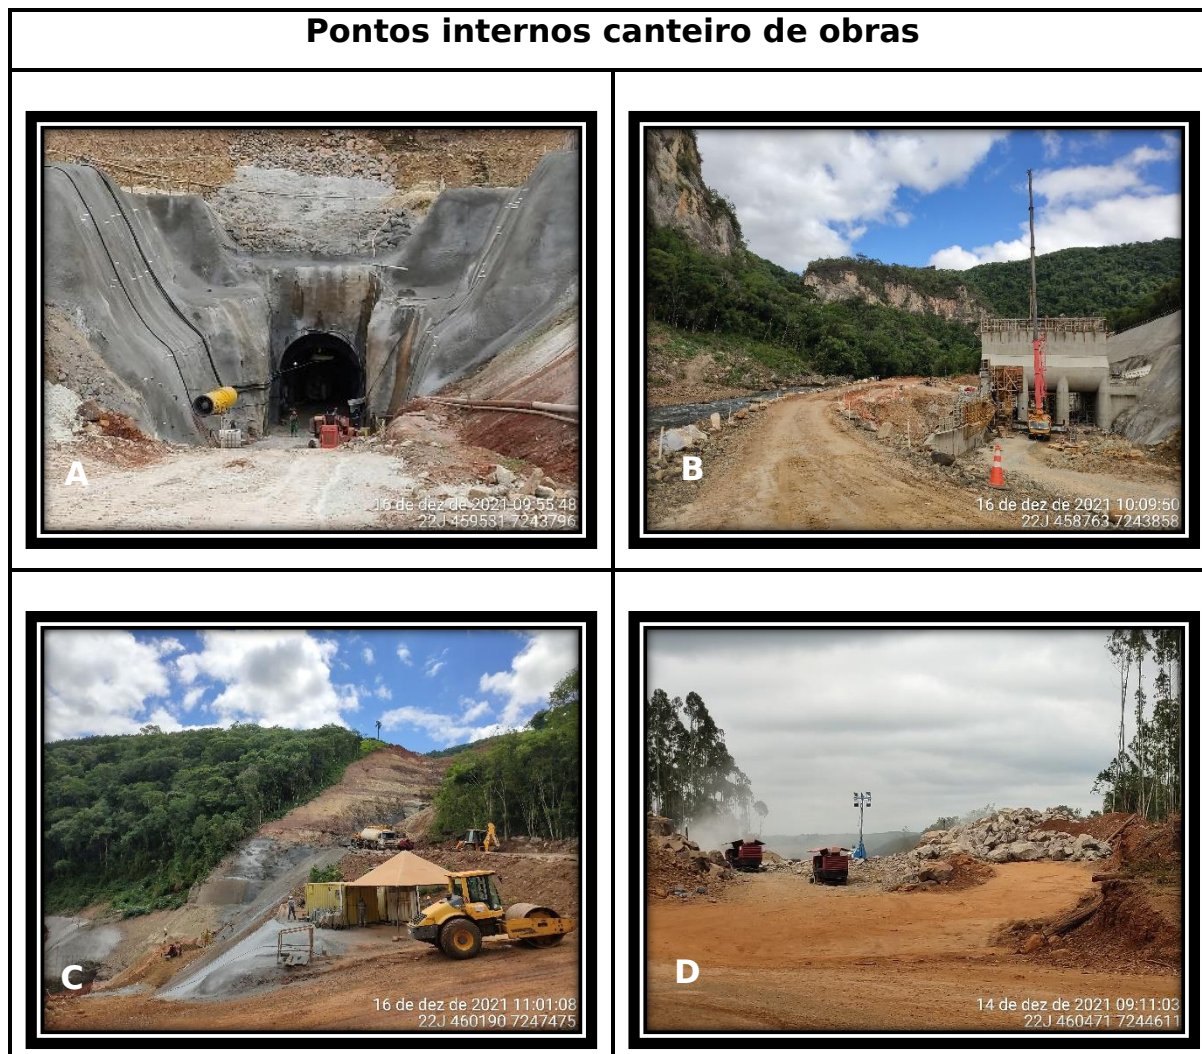 Pontos internos canteiro de obras
A
16 de dez de 2021 09:55:48
22J 459531 7243796
B
16 de dez de 2021 10:09:50
22J 458763 7243858
C
16 de dez de 2021 11:01:08
22J 460190 7247475
D
14 de dez de 2021 09:11:03
22J 460471 7244611